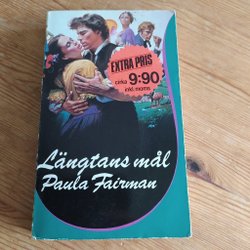 EXTRA PRIS
cirka 9:90
inkl. moms
Längtans mål
Paula Fairman